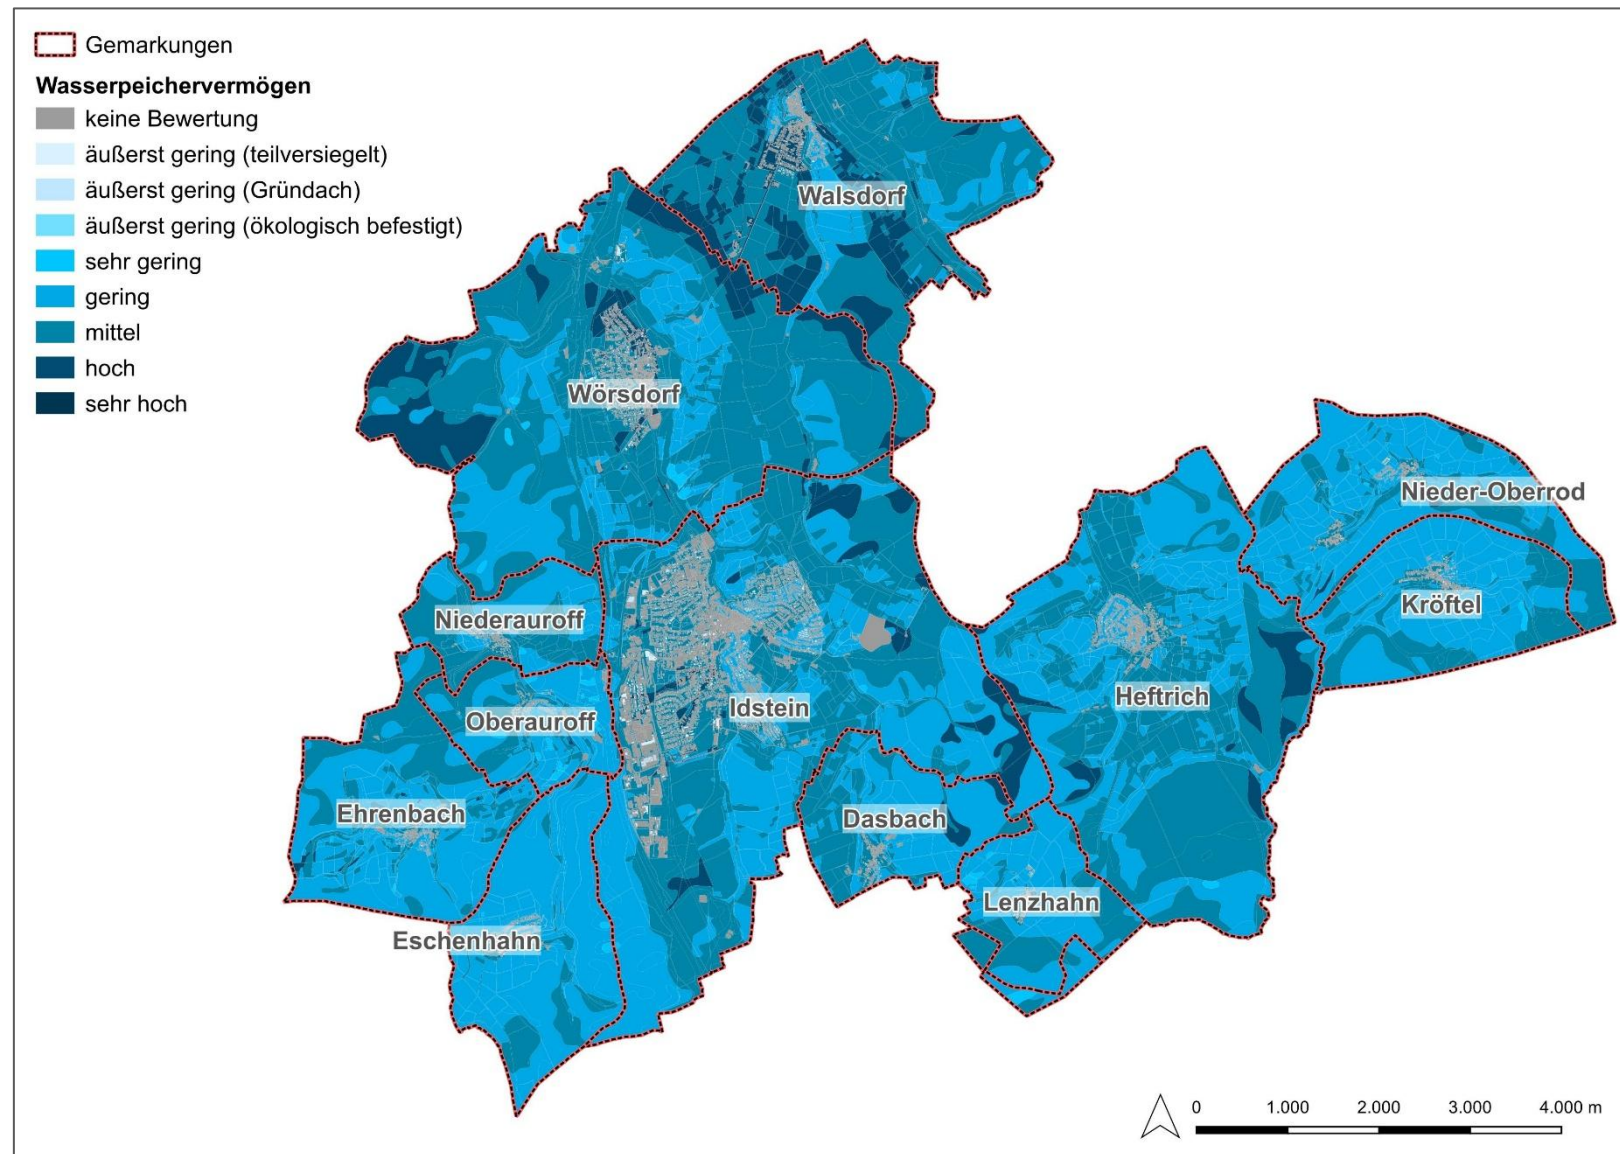 Gemarkungen
Wasserpeichervermögen
keine Bewertung
äußerst gering (teilversiegelt)
äußerst gering (Gründach)
äußerst gering (ökologisch befestigt)
sehr gering
gering
mittel
hoch
sehr hoch
Walsdorf
Wörsdorf
Nieder-Oberrod
Kröftel
Niederauroff
Heftrich
Oberauroff
Idstein
Ehrenbach
Dasbach
Lenzhahn
Eschenhahn
0 1.000 2.000 3.000 4.000 m